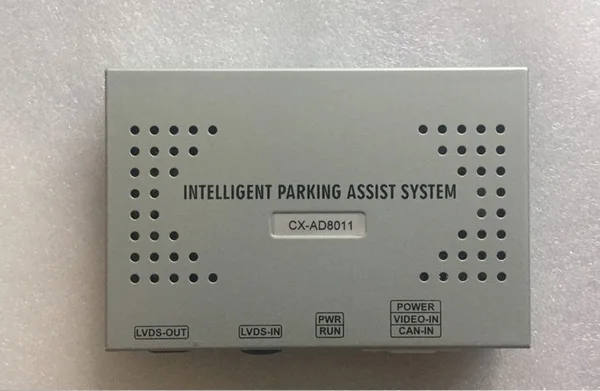 INTELLIGENT PARKING ASSIST SYSTEM
CX-AD8011
LVDS-OUT
LVDS-IN
PWR
RUN
POWER
VIDEO-IN
CAN-IN